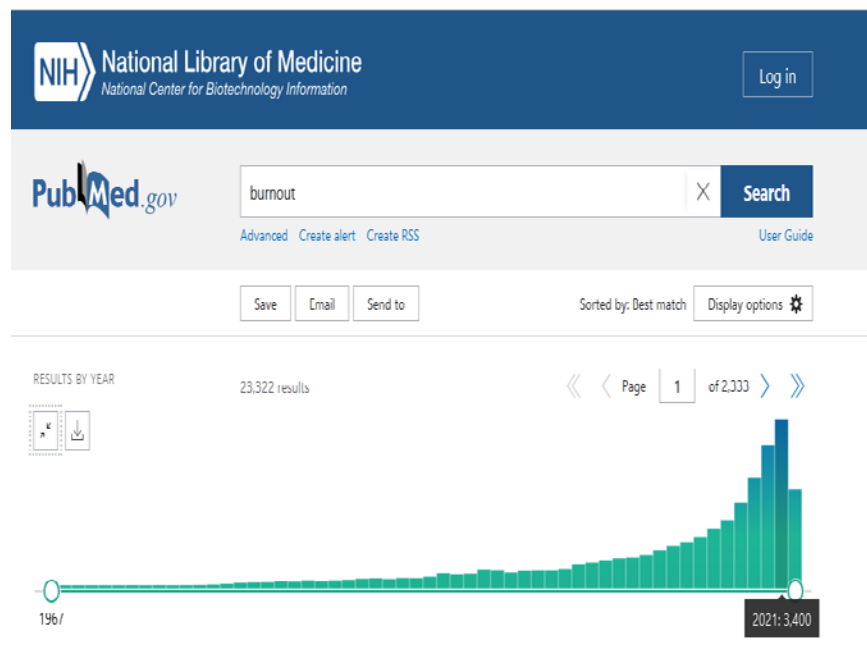 NIH National Library of Medicine
National Center for Biotechnology Information
Log in
PubMed.gov
burnout
Search
Advanced Create alert Create RSS
User Guide
Save Email Send to
Sorted by: Best match Display options
RESULTS BY YEAR
23,322 results
Page 1 of 2,333
1967
2021: 3,400